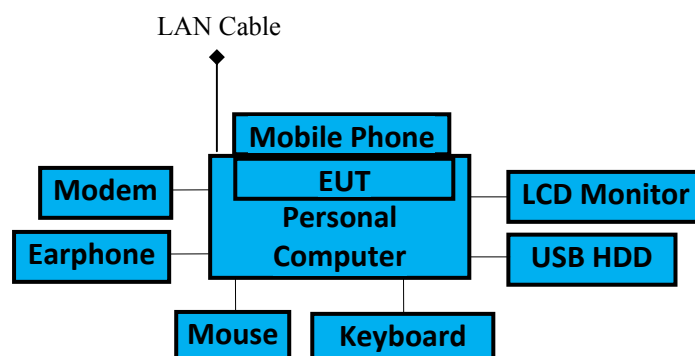 LAN Cable
Mobile Phone
EUT
Modem
LCD Monitor
Personal
Computer
Earphone
USB HDD
Mouse
Keyboard